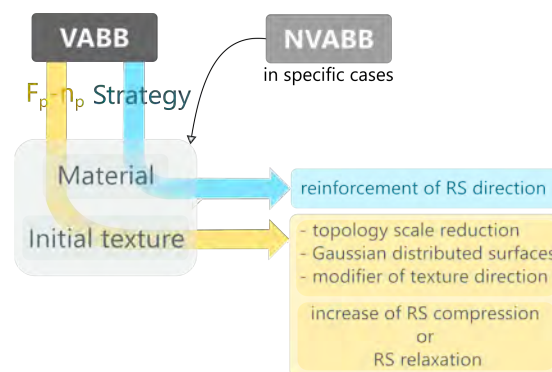 VABB
NVABB
in specific cases
Fp-np Strategy
Material
Initial texture
reinforcement of RS direction
- topology scale reduction
- Gaussian distributed surfaces
- modifier of texture direction
increase of RS compression
or
RS relaxation